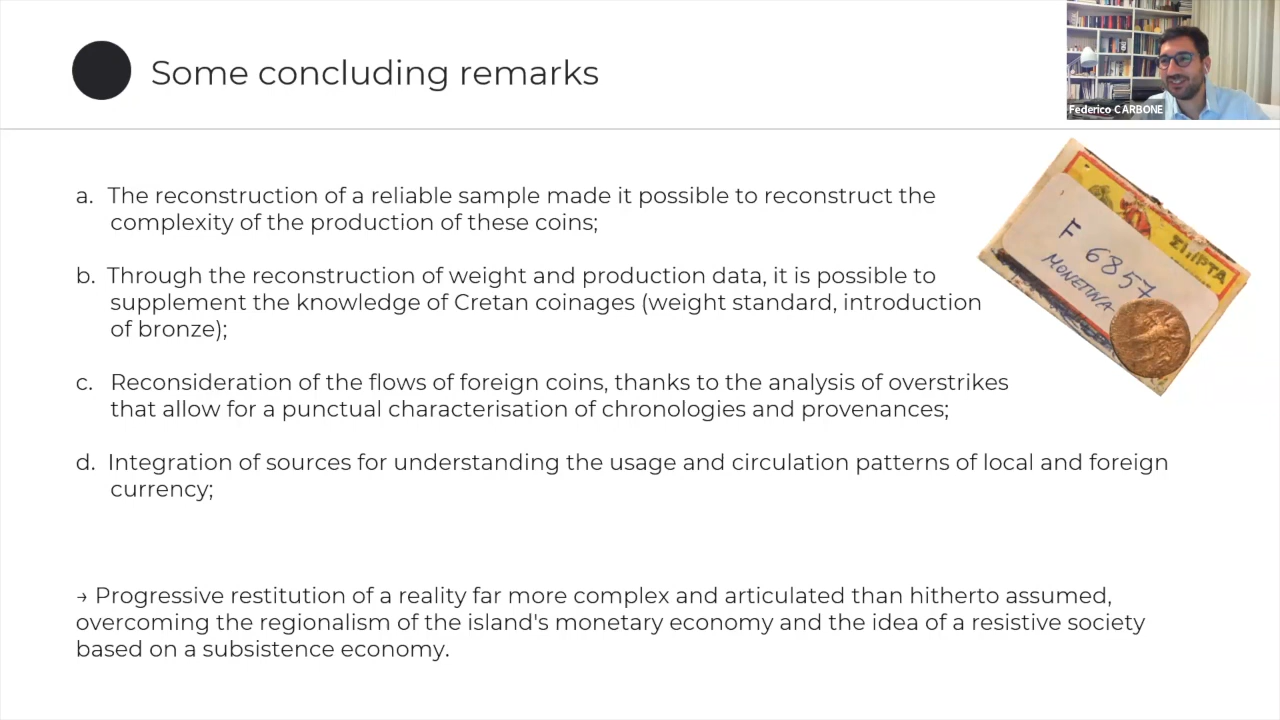 Some concluding remarks
Federico CARBONE
a. The reconstruction of a reliable sample made it possible to reconstruct the
complexity of the production of these coins;
b. Through the reconstruction of weight and production data, it is possible to
supplement the knowledge of Cretan coinages (weight standard, introduction
of bronze);
c. Reconsideration of the flows of foreign coins, thanks to the analysis of overstrikes
that allow for a punctual characterisation of chronologies and provenances;
d. Integration of sources for understanding the usage and circulation patterns of local and foreign
currency;
→ Progressive restitution of a reality far more complex and articulated than hitherto assumed,
overcoming the regionalism of the island's monetary economy and the idea of a resistive society
based on a subsistence economy.
F 6857
MONETINA
ΣΠΙΡΤΑ